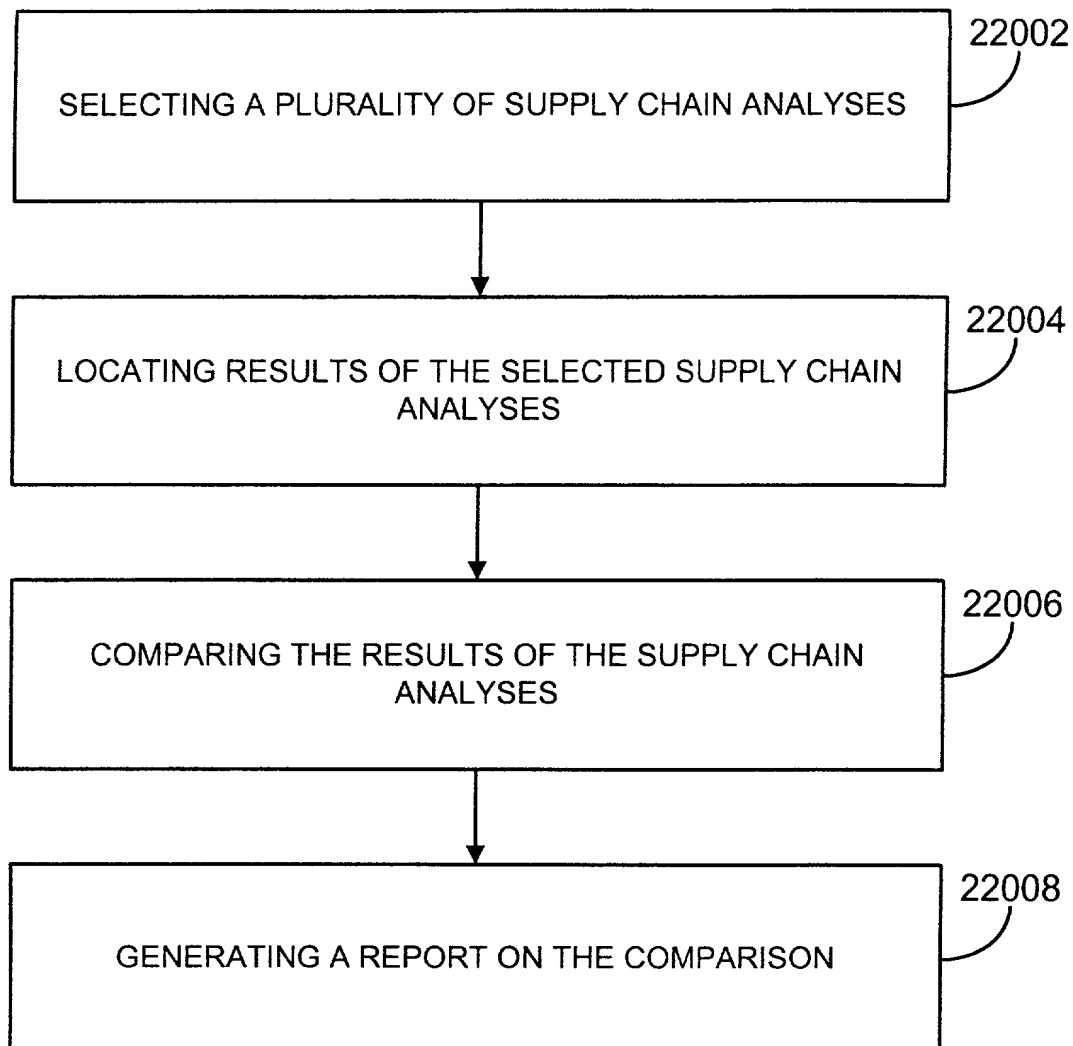 22002
SELECTING A PLURALITY OF SUPPLY CHAIN ANALYSES
22004
LOCATING RESULTS OF THE SELECTED SUPPLY CHAIN
ANALYSES
22006
COMPARING THE RESULTS OF THE SUPPLY CHAIN
ANALYSES
22008
GENERATING A REPORT ON THE COMPARISON